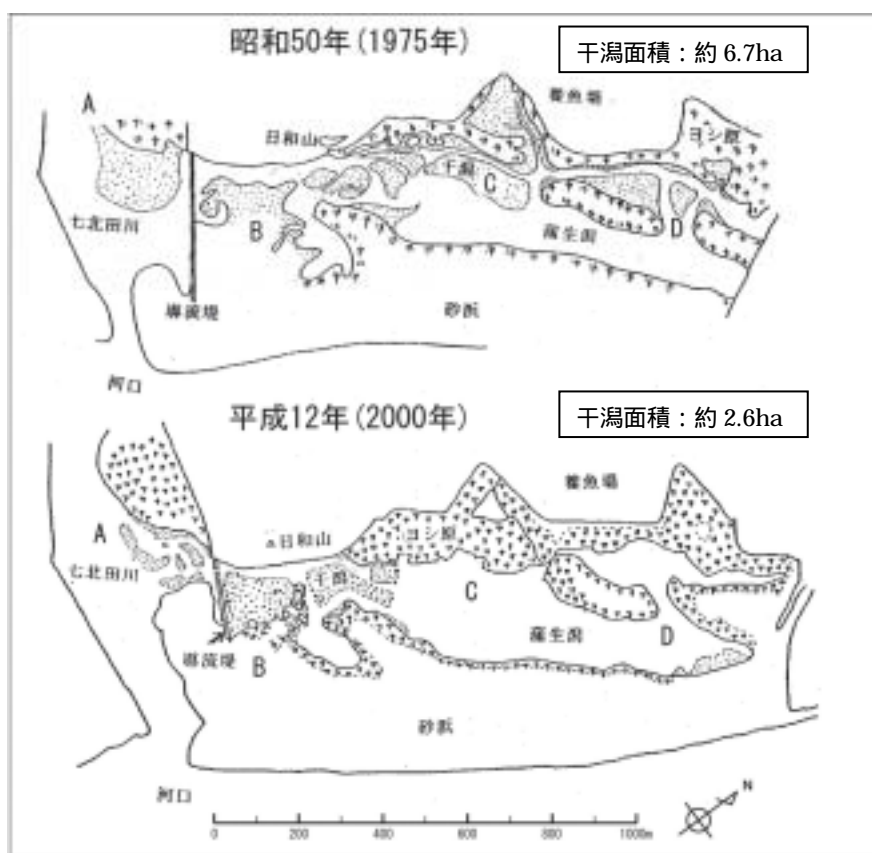 昭和50年(1975年)
干潟面積：約 6.7ha
A
養魚場
日和山
ヨシ原
干潟
C
七北田川
B
蒲生潟
D
導流堤
砂浜
河口
平成12年(2000年)
干潟面積：約 2.6ha
養魚場
A
日和山
ヨシ原
七北田川
干潟
C
蒲生潟
D
導流堤
B
砂浜
河口
N
0 200 400 600 800 1000m